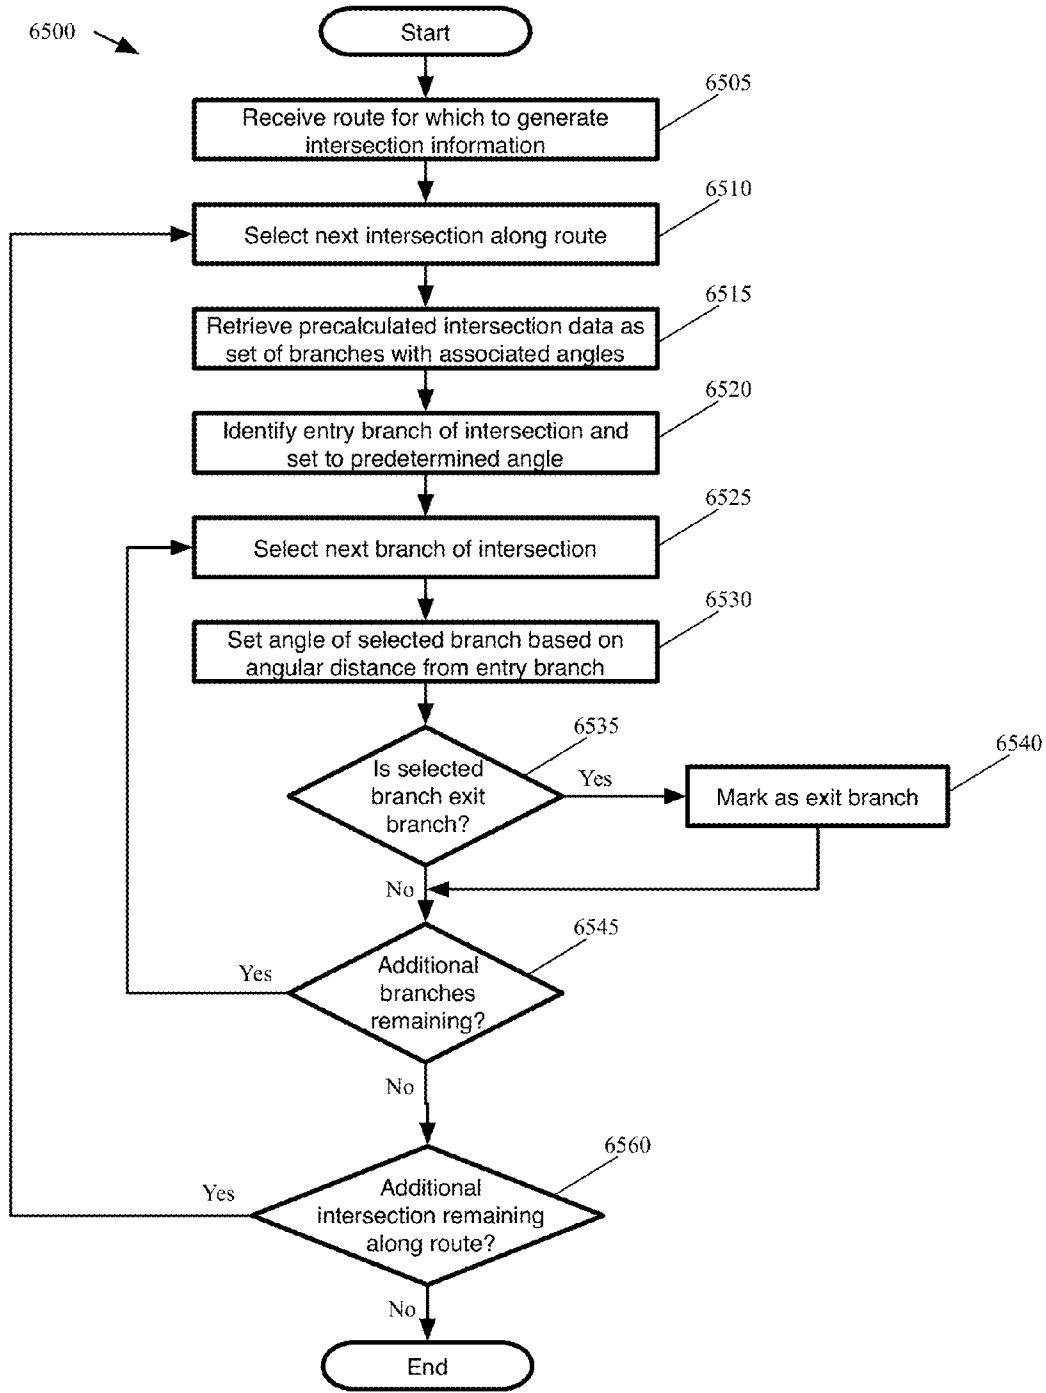 6500
Start
6505
Receive route for which to generate
intersection information
6510
Select next intersection along route
6515
Retrieve precalculated intersection data as
set of branches with associated angles
6520
Identify entry branch of intersection and
set to predetermined angle
6525
Select next branch of intersection
6530
Set angle of selected branch based on
angular distance from entry branch
6535
Is selected
branch exit
branch?
Yes
6540
Mark as exit branch
No
6545
Additional
branches
remaining?
Yes
No
6560
Additional
intersection remaining
along route?
Yes
No
End